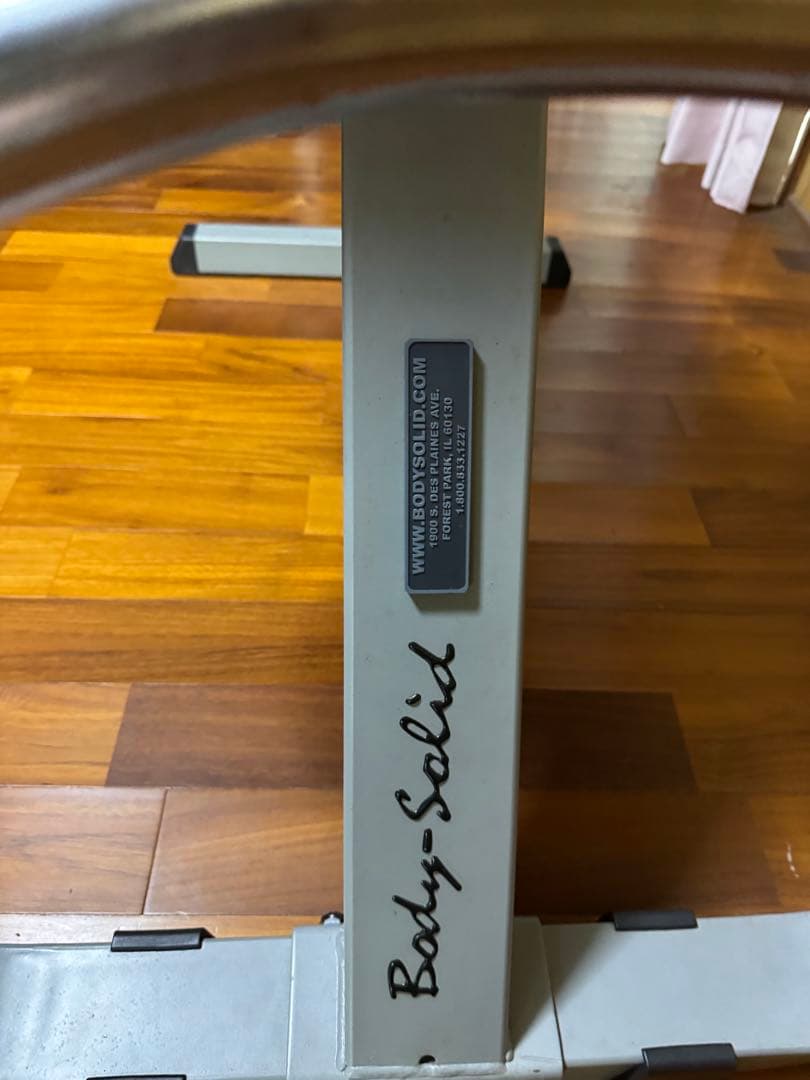 WWW.BODYSOLID.COM
1900 S. DES PLAINES AVE.
FOREST PARK, IL 60130
1.800.833.1227
Body-Solid